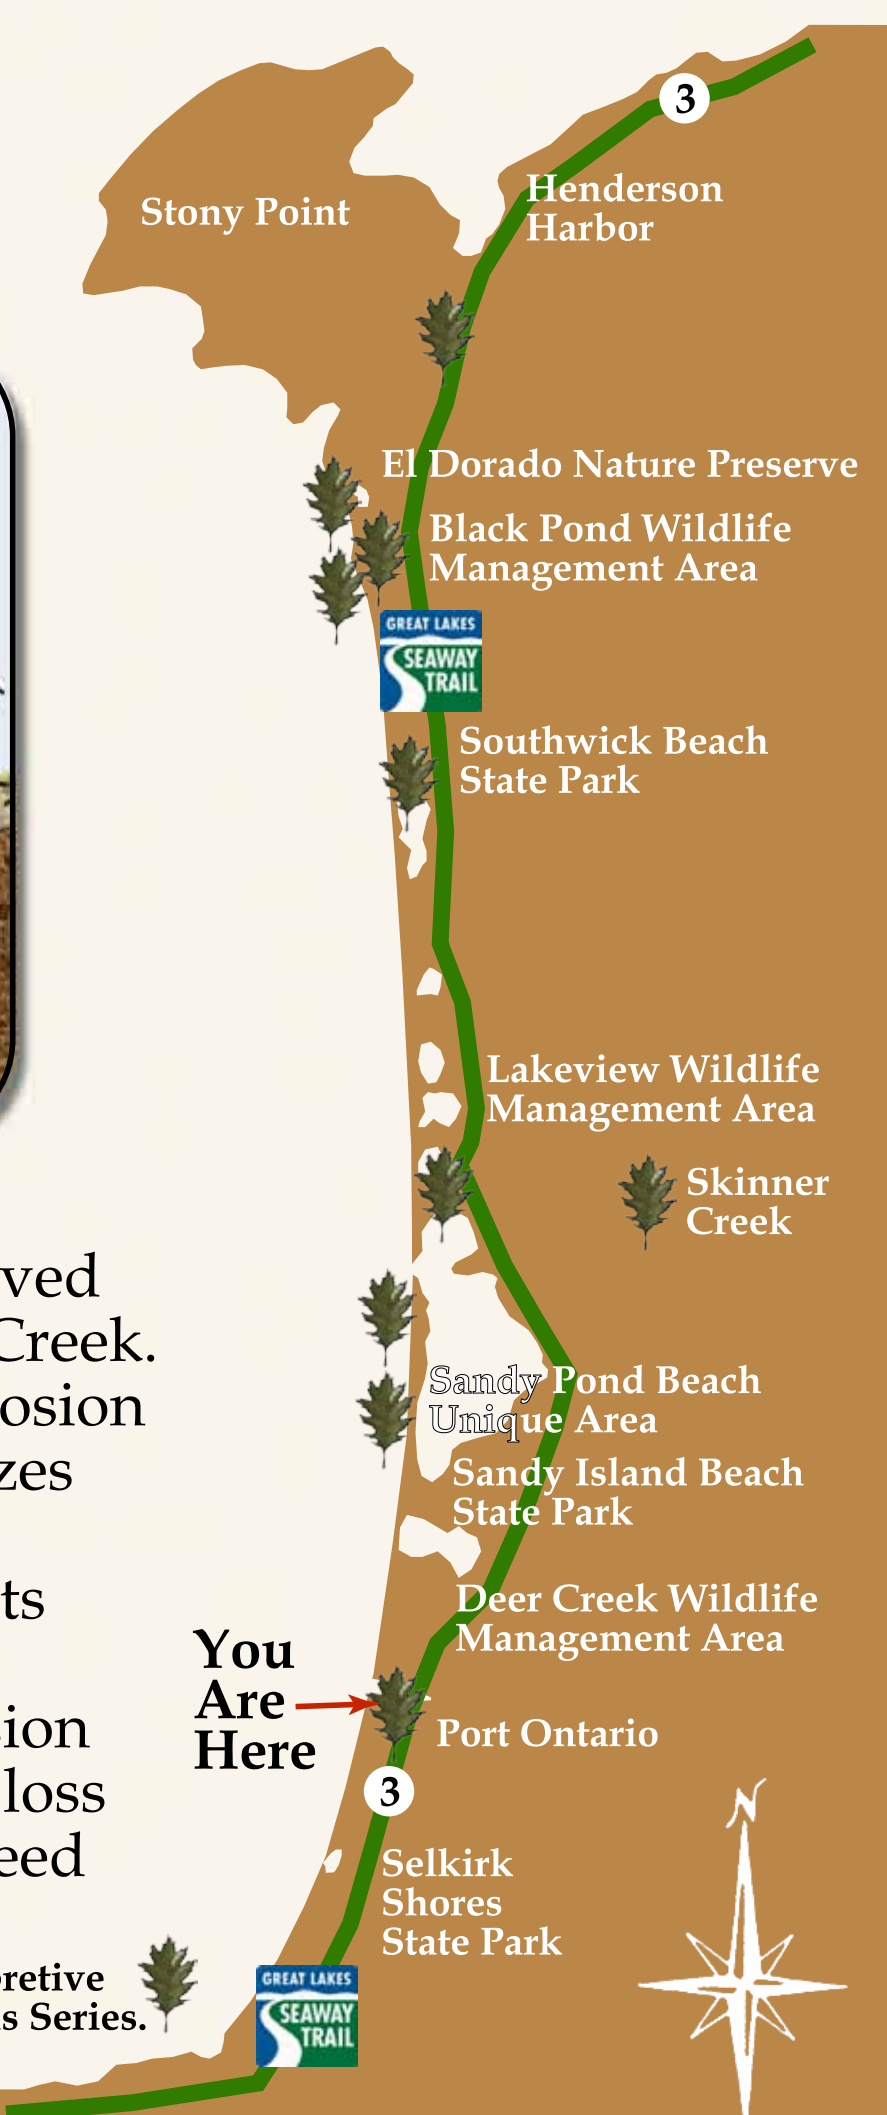 3
Henderson
Harbor
Stony Point
El Dorado Nature Preserve
Black Pond Wildlife
Management Area
GREAT LAKES
SEAWAY
TRAIL
Southwick Beach
State Park
Lakeview Wildlife
Management Area
Skinner
Creek
ved
Creek.
osion
zes
Sandy Pond Beach
Unique Area
Sandy Island Beach
State Park
ts
Deer Creek Wildlife
Management Area
You
Are
Here
sion
loss
eed
Port Ontario
3
Selkirk
Shores
State Park
pretive
s Series.
GREAT LAKES
SEAWAY
TRAIL
N